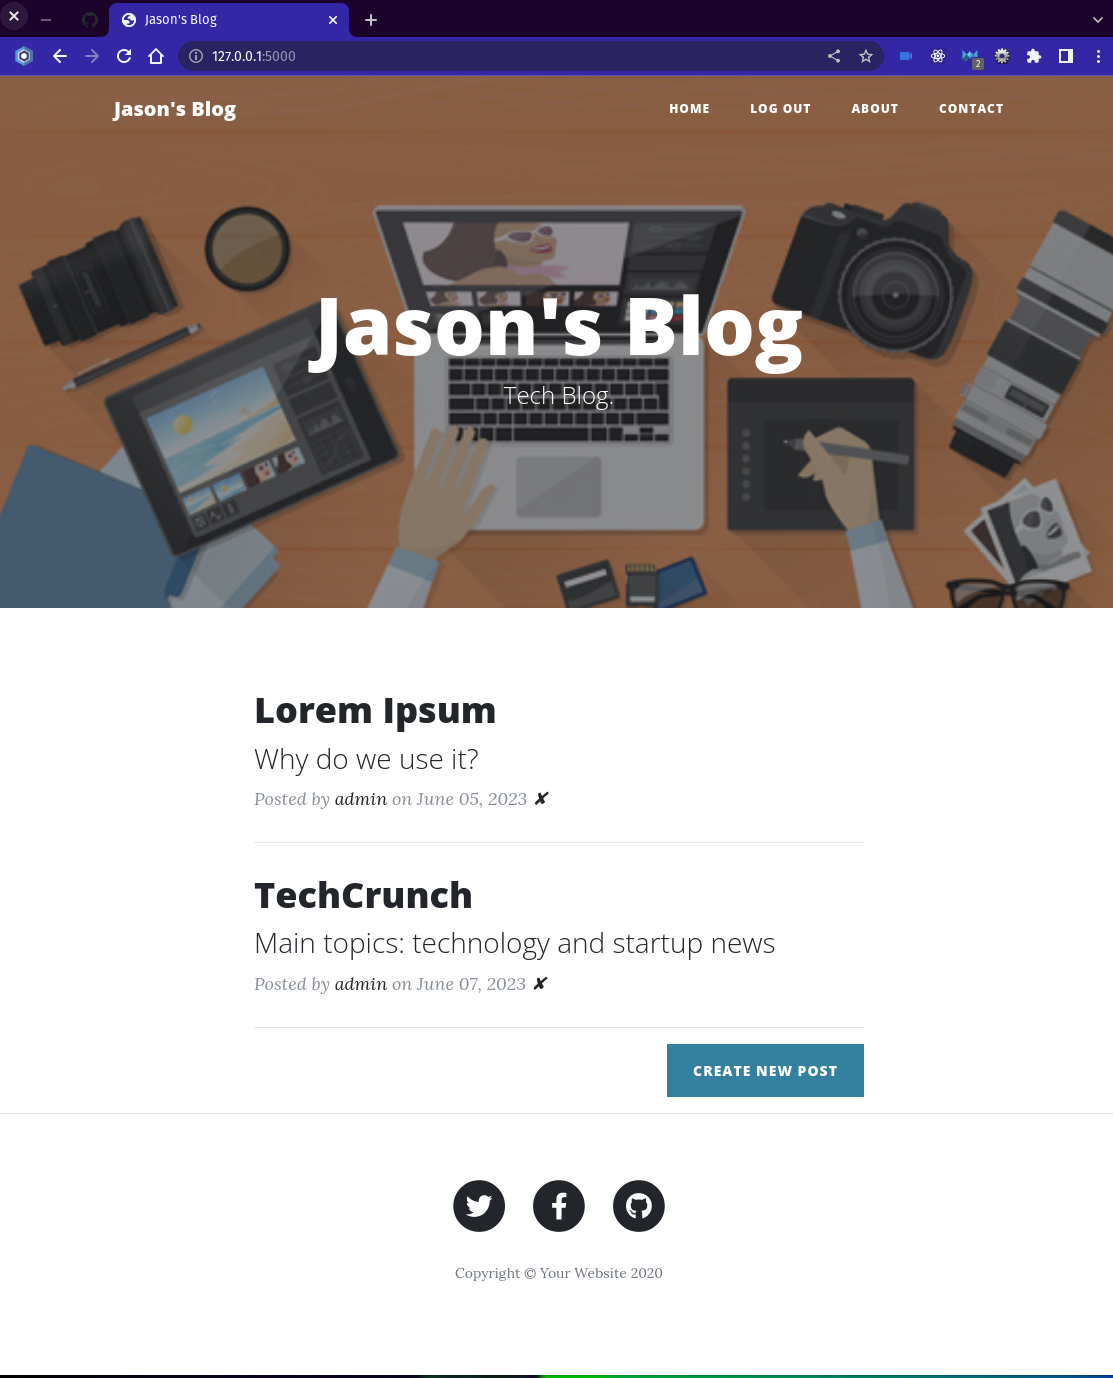 Jason's Blog
127.0.0.1:5000
2
Jason's Blog
HOME
LOG OUT
ABOUT
CONTACT
Jason's Blog
Tech Blog.
Lorem Ipsum
Why do we use it?
Posted by admin on June 05, 2023 ✘
TechCrunch
Main topics: technology and startup news
Posted by admin on June 07, 2023 ✘
CREATE NEW POST
Copyright © Your Website 2020